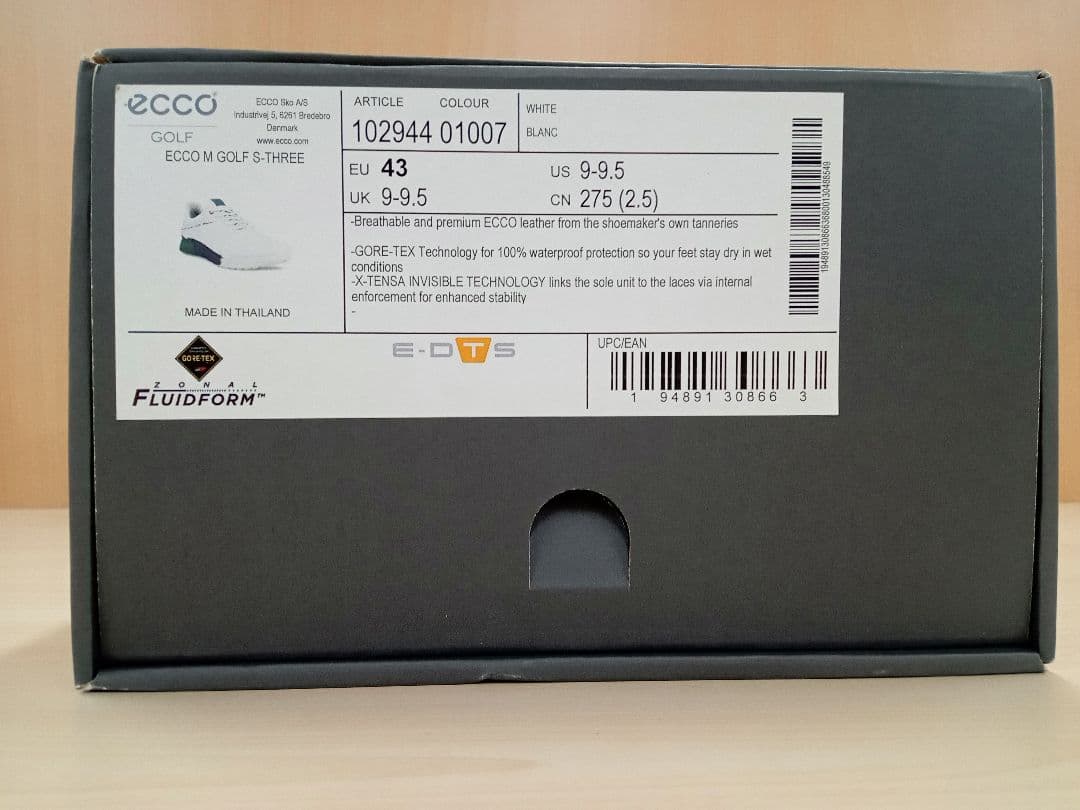 ecco
GOLF
ECCO Sko A/S
Industrivej 5, 6261 Bredebro
Denmark
www.ecco.com
ECCO M GOLF S-THREE
MADE IN THAILAND
ARTICLE COLOUR
102944 01007
WHITE
BLANC
EU 43
US 9-9.5
UK 9-9.5
CN 275 (2.5)
-Breathable and premium ECCO leather from the shoemaker's own tanneries
-GORE-TEX Technology for 100% waterproof protection so your feet stay dry in wet
conditions
-X-TENSA INVISIBLE TECHNOLOGY links the sole unit to the laces via internal
enforcement for enhanced stability
-
GORE-TEX
ZONAL
FLUIDFORM™
E-DTS
UPC/EAN
1 94891 30866 3